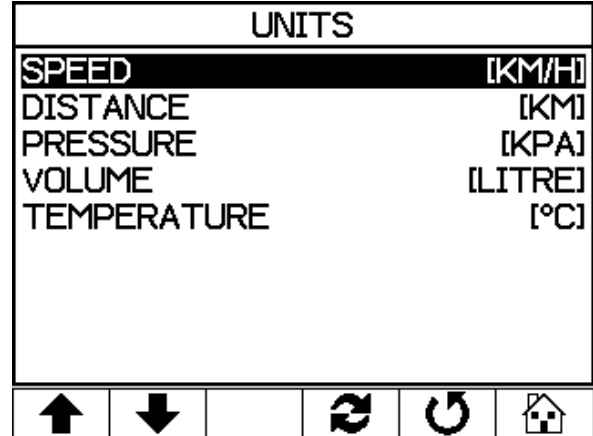 UNITS
SPEED [KM/H]
DISTANCE [KM]
PRESSURE [KPA]
VOLUME [LITRE]
TEMPERATURE [°C]